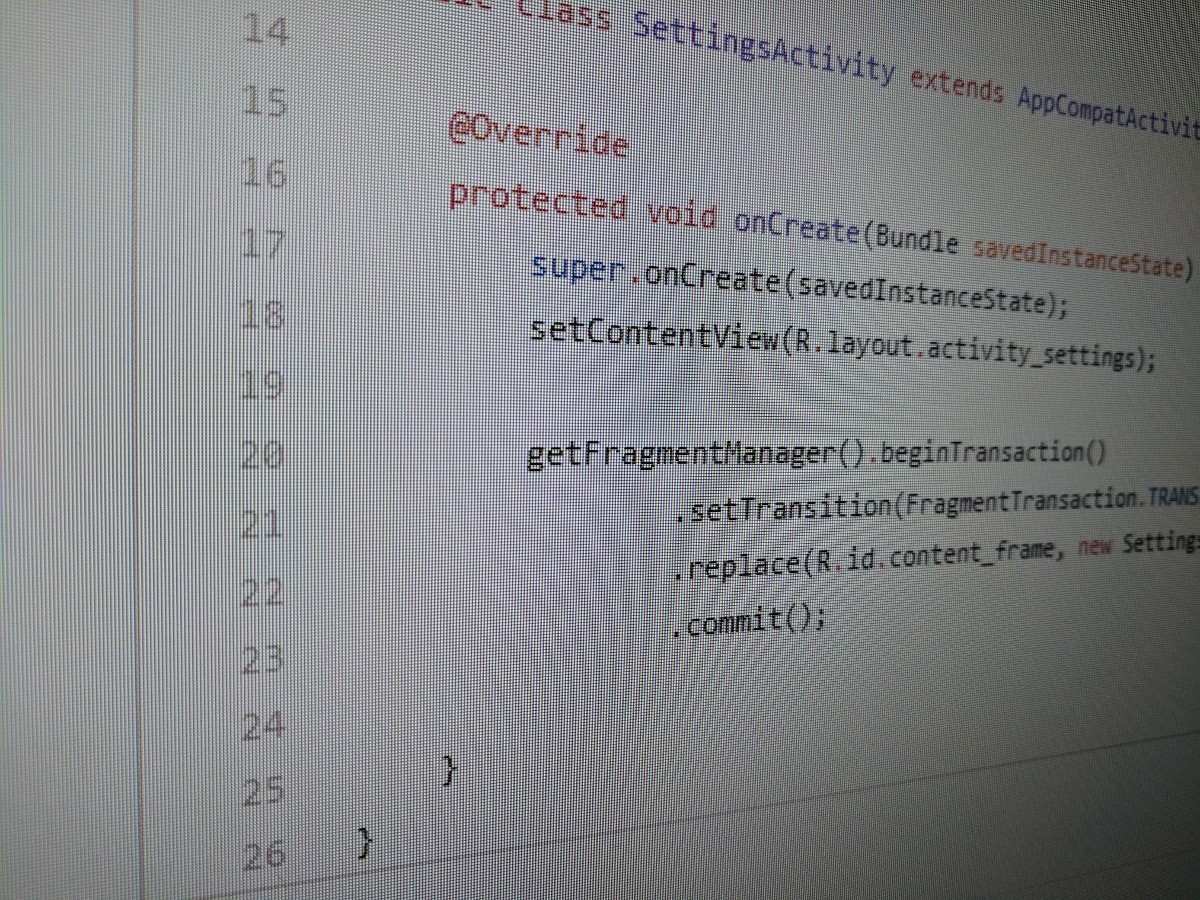 14 class SettingsActivity extends AppCompatActivit
15
16 @Override
17 protected void onCreate(Bundle savedInstanceState)
18 super.onCreate(savedInstanceState);
19 setContentView(R.layout.activity_settings);
20
21 getFragmentManager().beginTransaction()
22 .setTransition(FragmentTransaction.TRANS
23 .replace(R.id.content_frame, new Settings
24 .commit();
25 }
26 }